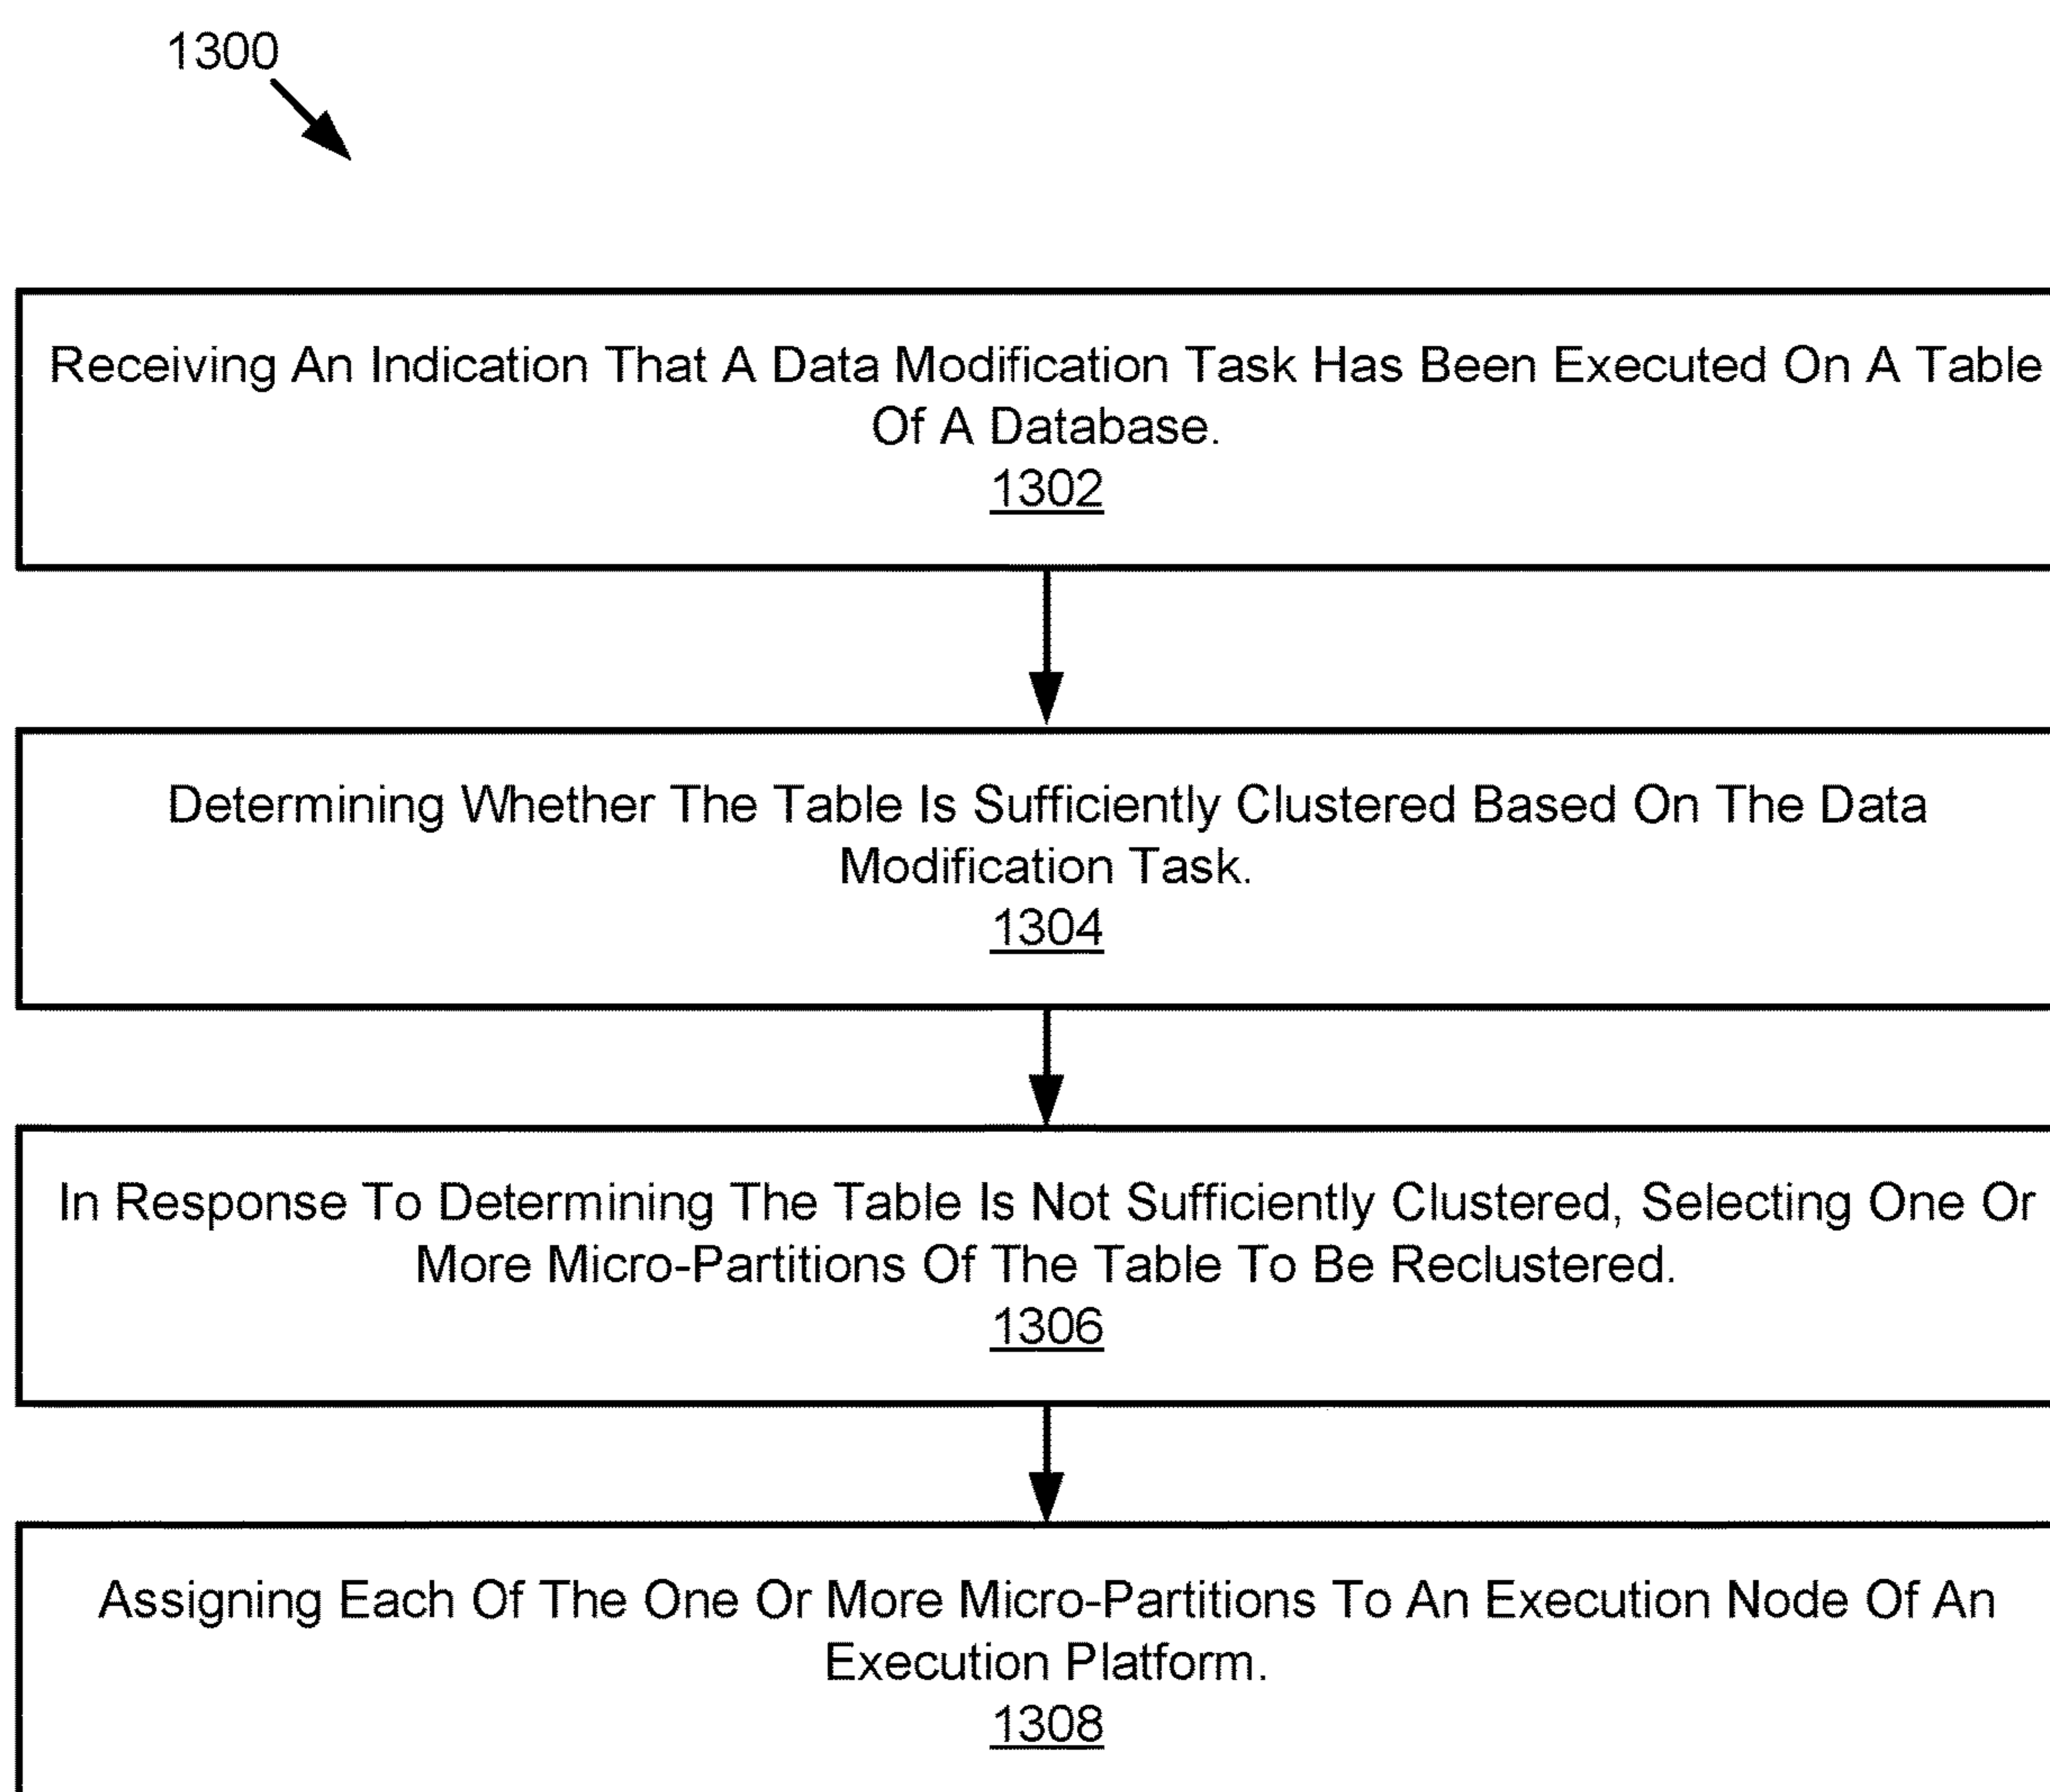 1300
Receiving An Indication That A Data Modification Task Has Been Executed On A Table
Of A Database.
1302
Determining Whether The Table Is Sufficiently Clustered Based On The Data
Modification Task.
1304
In Response To Determining The Table Is Not Sufficiently Clustered, Selecting One Or
More Micro-Partitions Of The Table To Be Reclustered.
1306
Assigning Each Of The One Or More Micro-Partitions To An Execution Node Of An
Execution Platform.
1308